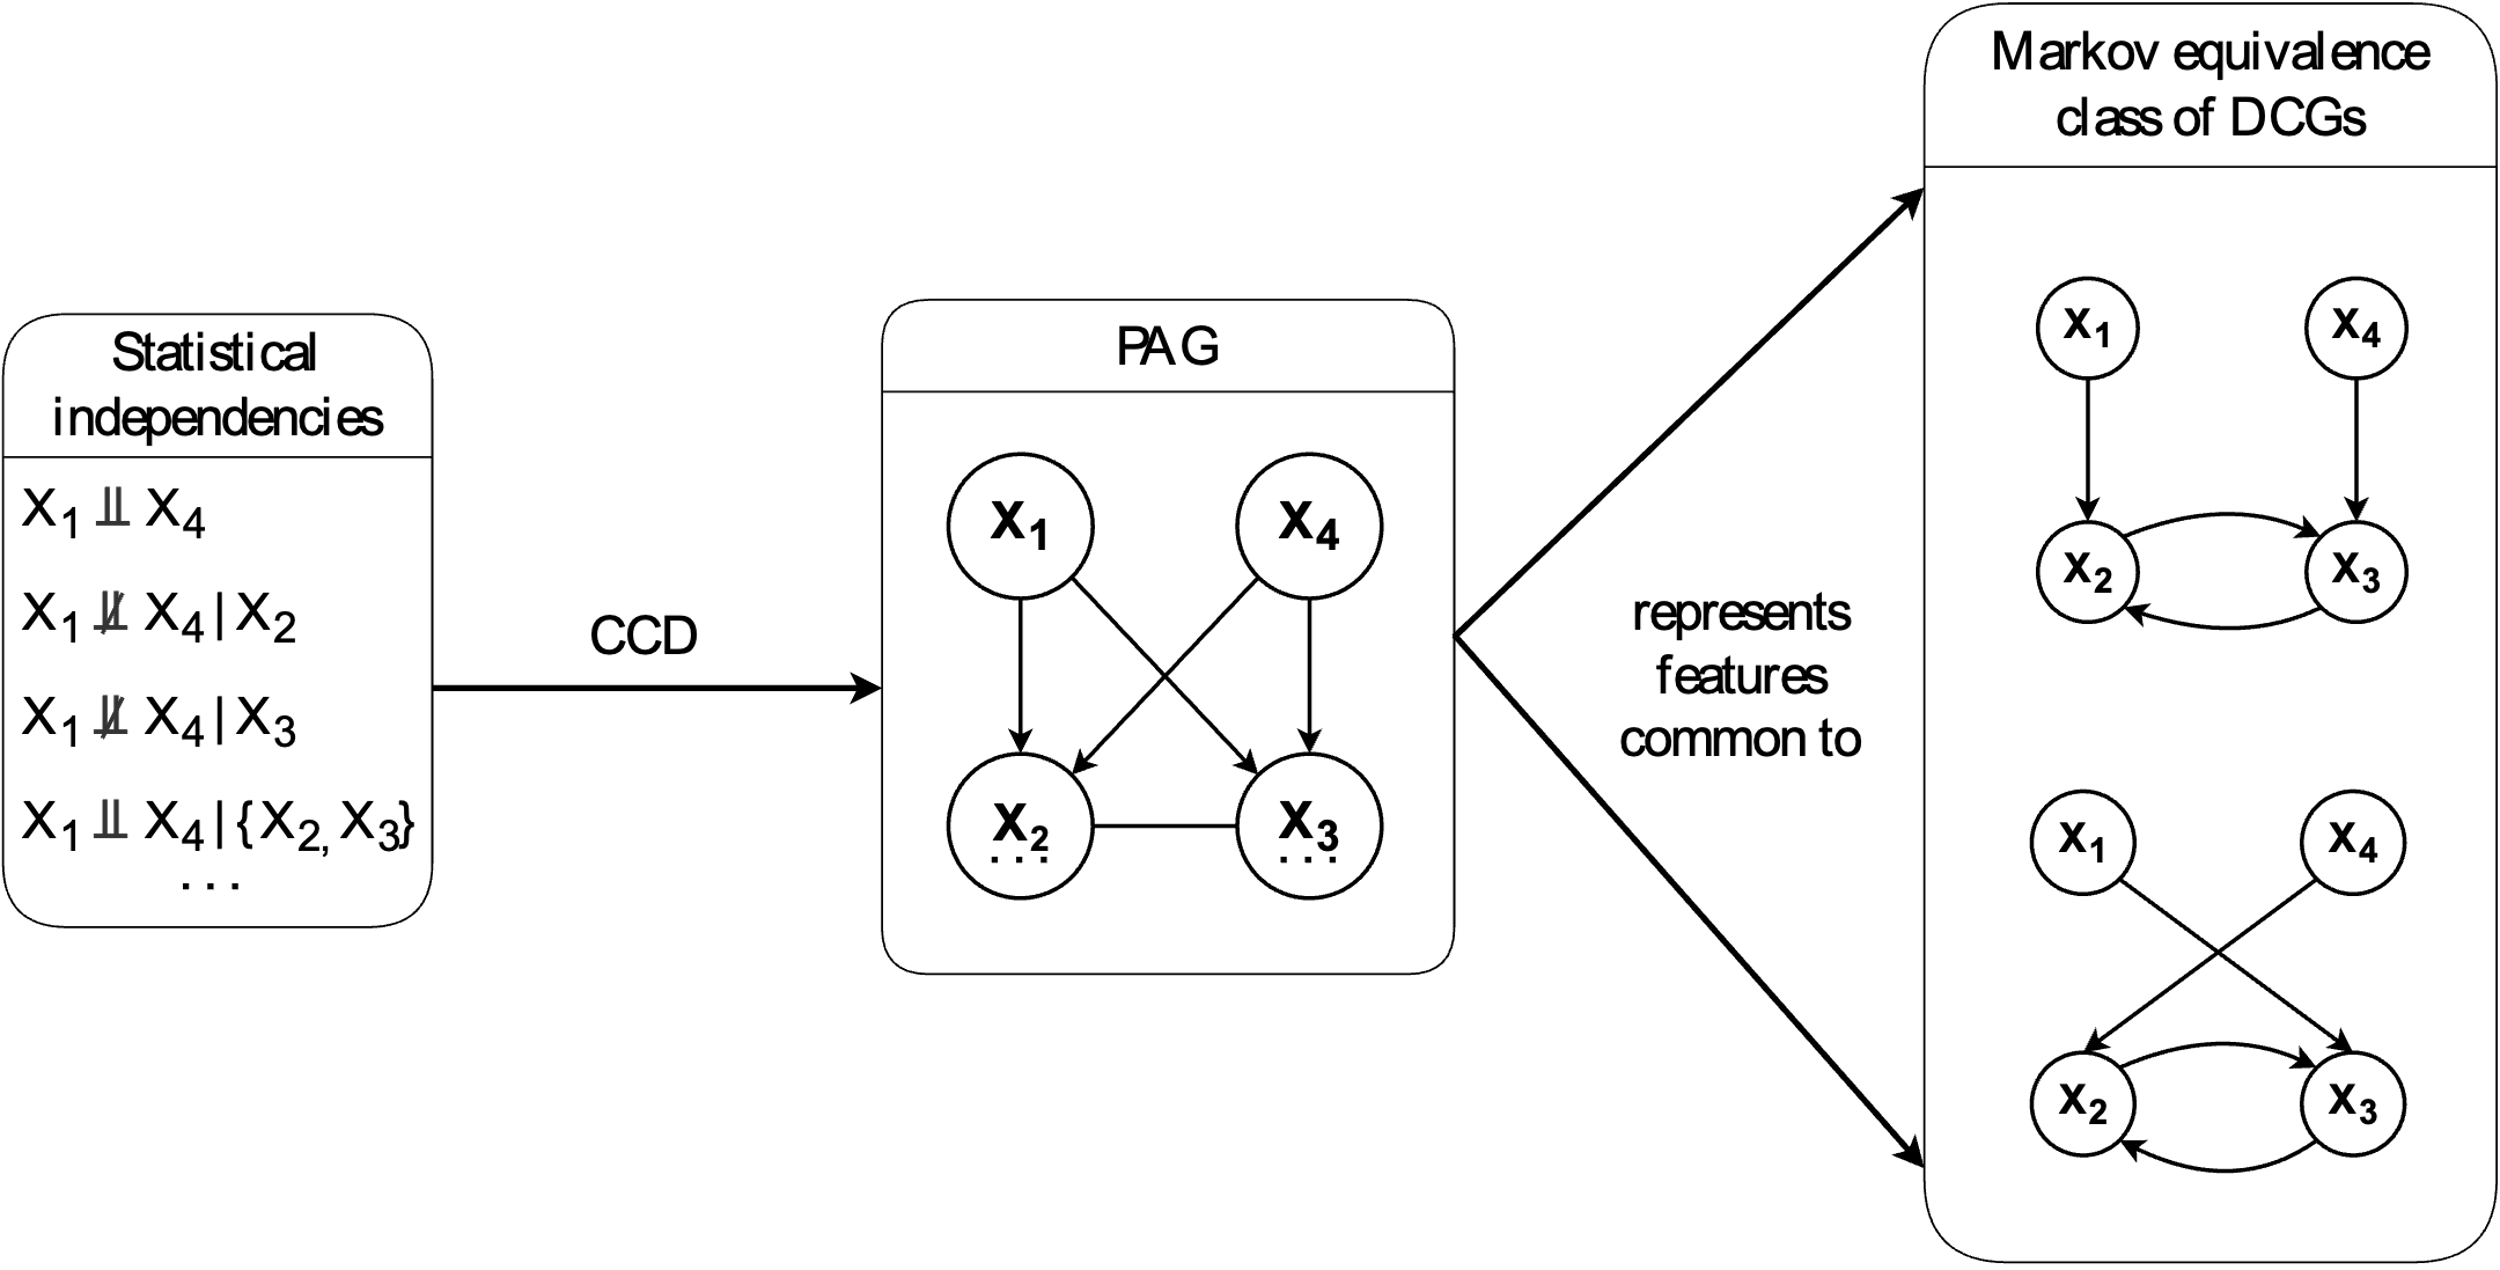 Statistical
independencies
X1 ⫫ X4
X1 ⫫̸ X4 | X2
X1 ⫫̸ X4 | X3
X1 ⫫ X4 | {X2, X3}
...
CCD
PAG
X1
X4
X2
...
X3
...
represents
features
common to
Markov equivalence
class of DCGs
X1
X4
X2
X3
X1
X4
X2
X3